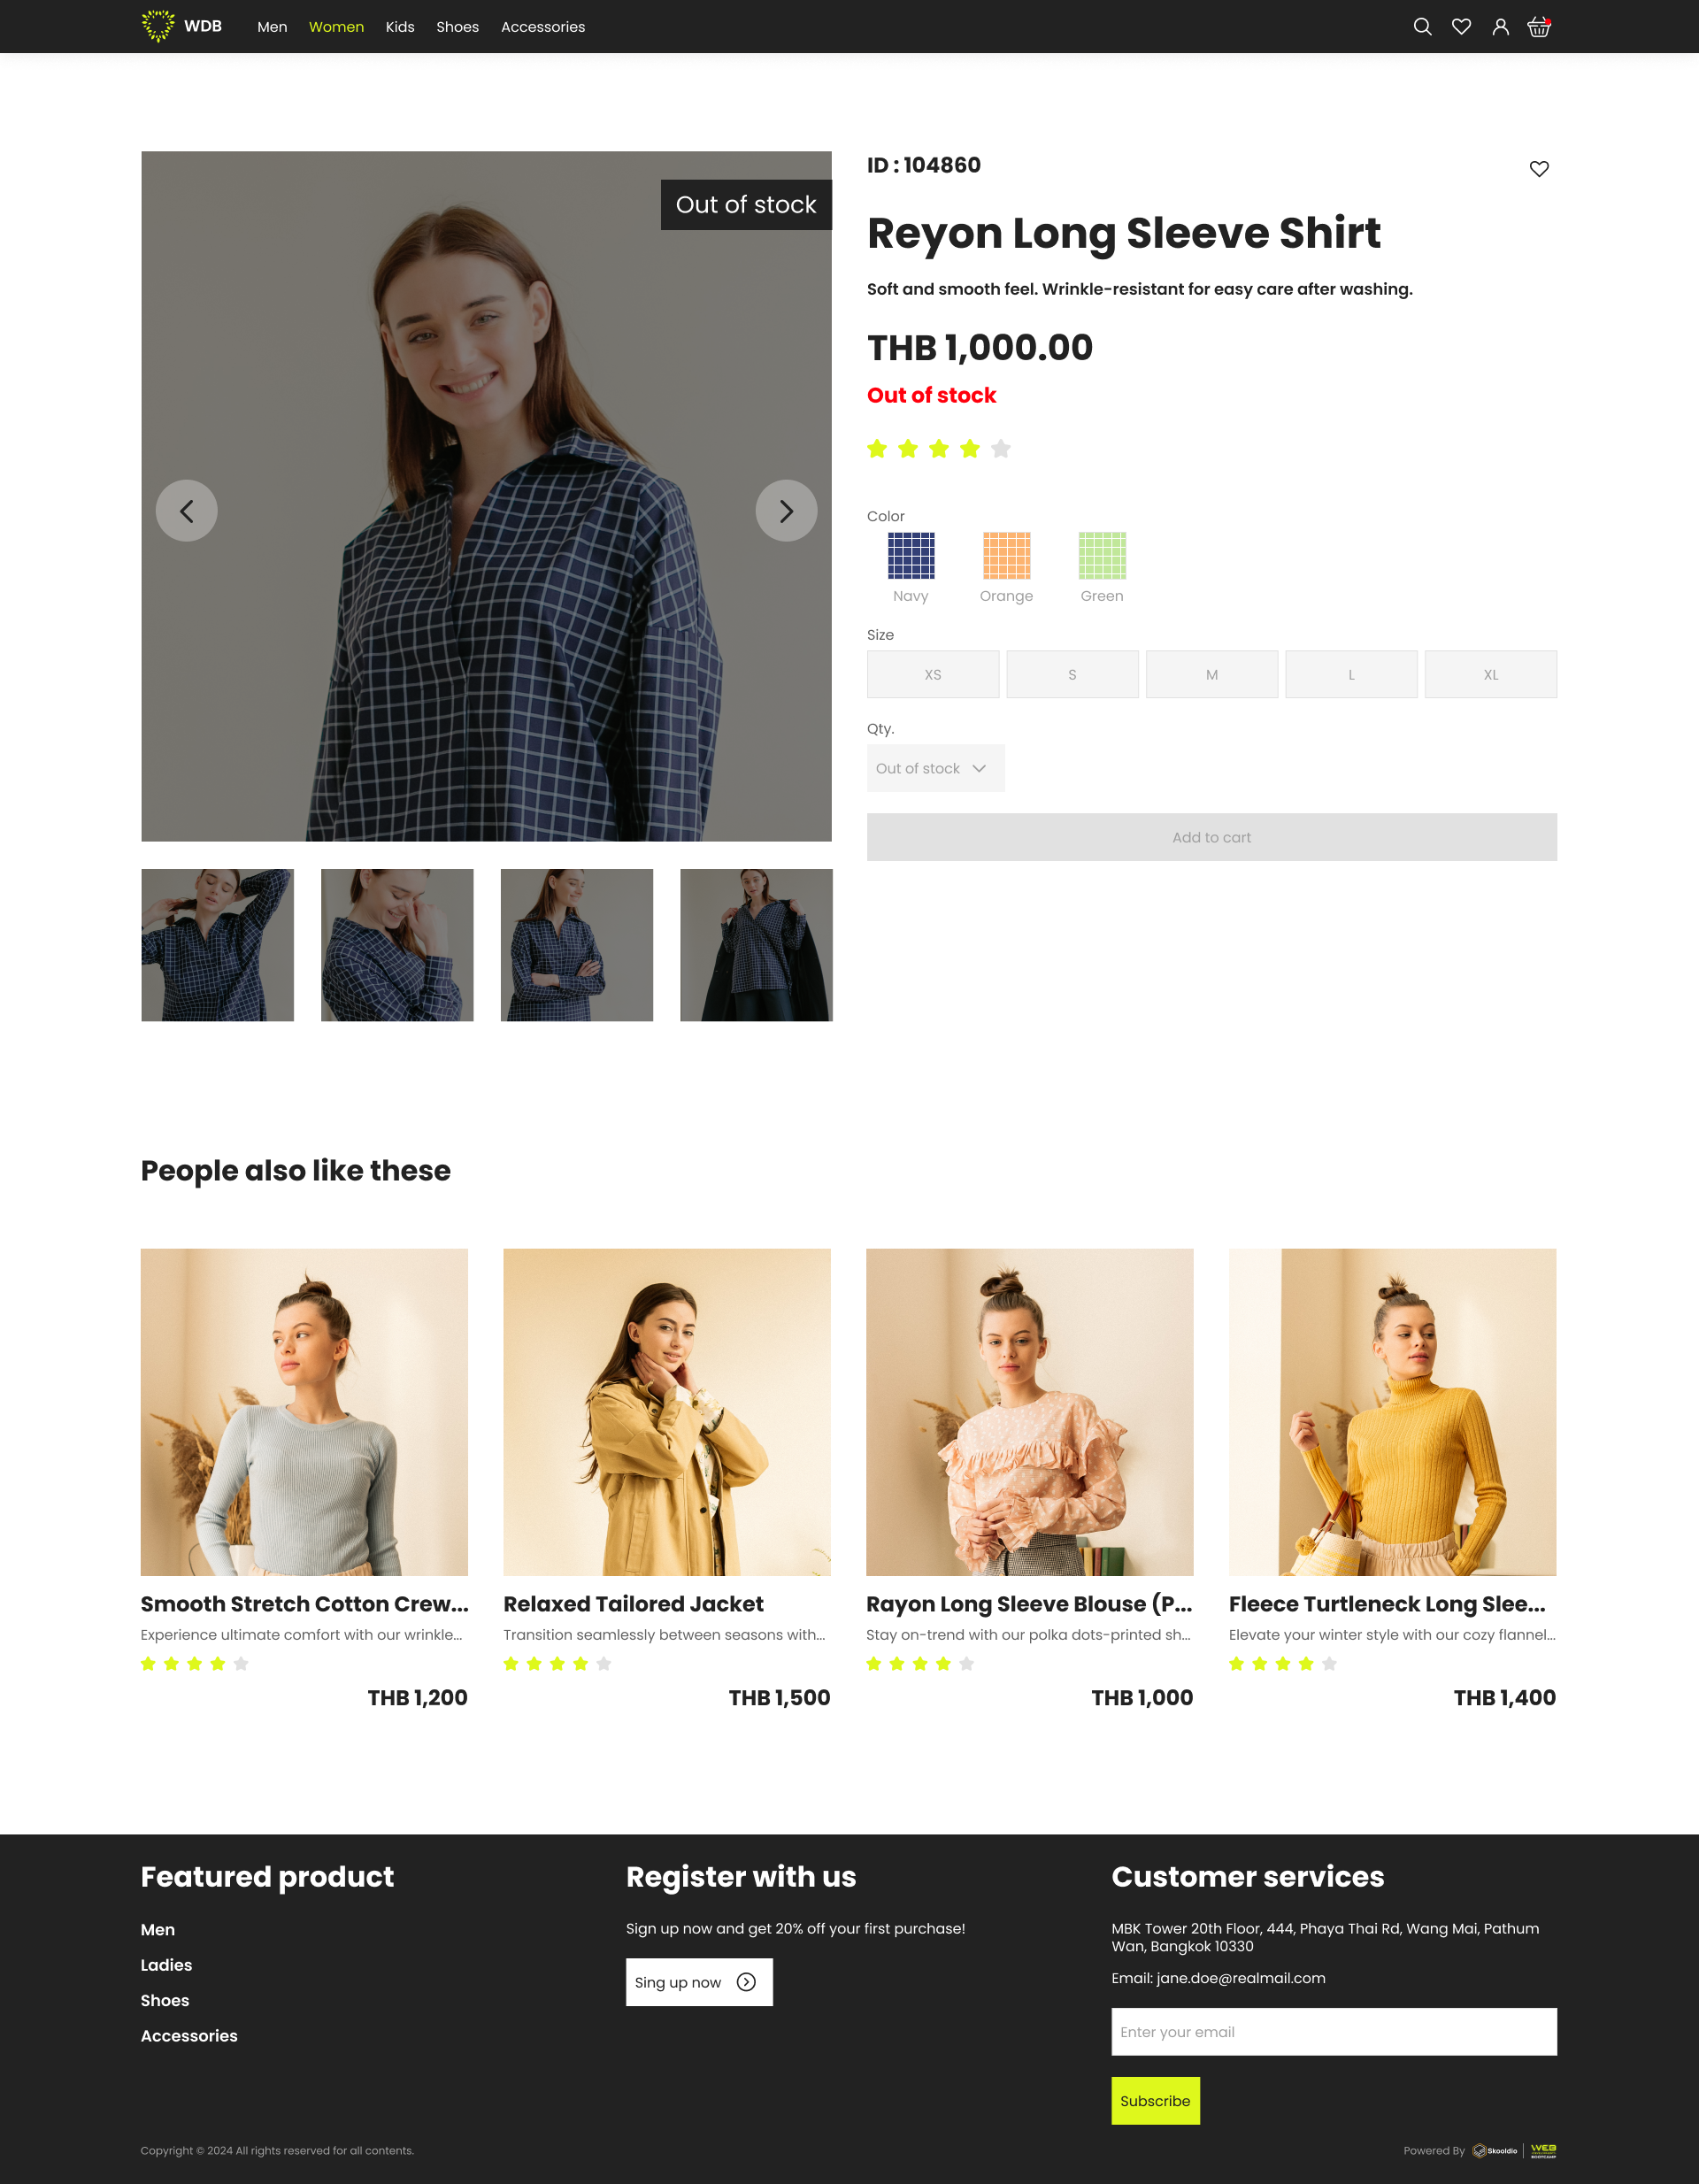 WDB
Men
Women
Kids
Shoes
Accessories
Out of stock
ID : 104860
Reyon Long Sleeve Shirt
Soft and smooth feel. Wrinkle-resistant for easy care after washing.
THB 1,000.00
Out of stock
Color
Navy
Orange
Green
Size
XS
S
M
L
XL
Qty.
Out of stock
Add to cart
People also like these
Smooth Stretch Cotton Crew...
Experience ultimate comfort with our wrinkle...
THB 1,200
Relaxed Tailored Jacket
Transition seamlessly between seasons with...
THB 1,500
Rayon Long Sleeve Blouse (P...
Stay on-trend with our polka dots-printed sh...
THB 1,000
Fleece Turtleneck Long Slee...
Elevate your winter style with our cozy flannel...
THB 1,400
Featured product
Men
Ladies
Shoes
Accessories
Register with us
Sign up now and get 20% off your first purchase!
Sing up now
Customer services
MBK Tower 20th Floor, 444, Phaya Thai Rd, Wang Mai, Pathum
Wan, Bangkok 10330
Email: jane.doe@realmail.com
Enter your email
Subscribe
Copyright © 2024 All rights reserved for all contents.
Powered By
Skooldio
WEB
BOOTCAMP